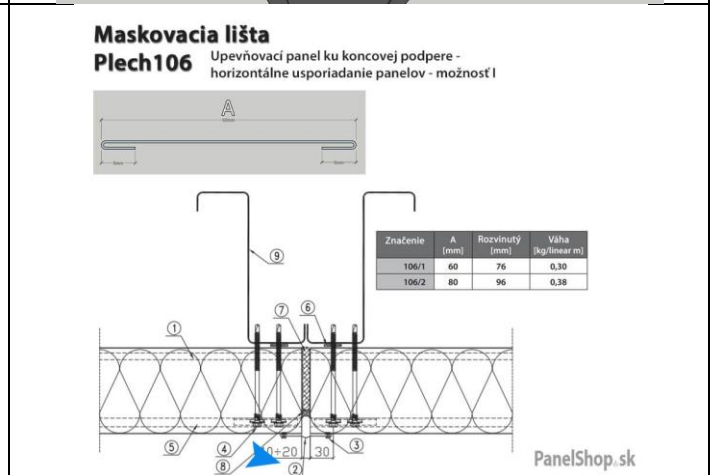 Maskovacia lišta
Plech106
Upevňovací panel ku koncovej podpere -
horizontálne usporiadanie panelov - možnosť I
A
Značenie A [mm] Rozvinutý [mm] Váha [kg/linear m]
106/1 60 76 0,30
106/2 80 96 0,38
9
7
6
1
5
4
8
2
3
0÷20
30
PanelShop.sk